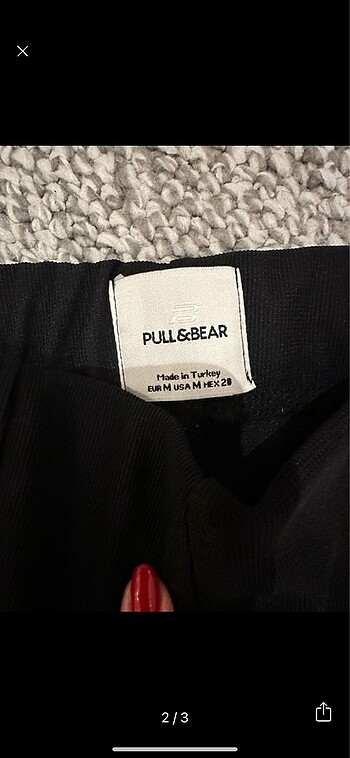 PULL&BEAR
Made in Turkey
EUR M USA M MEX 28
2/3